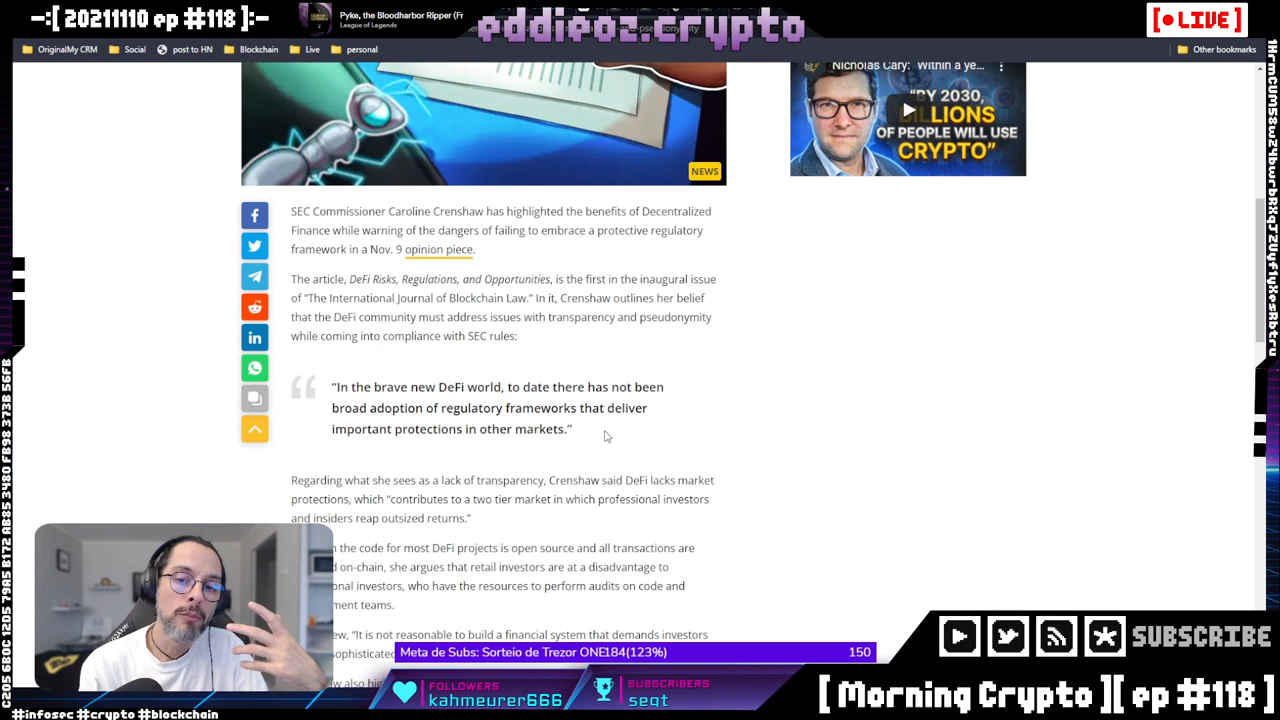 -:[ 20211110 ep #118 ]:-
Pyke, the Bloodharbor Ripper (Fr
League of Legends
eddieoz.crypto
[● LIVE]
OriginalMy CRM
Social
post to HN
Blockchain
Live
personal
Other bookmarks
Nicholas Cary: "Within a ye...
"BY 2030,
BILLIONS
OF PEOPLE WILL USE
CRYPTO"
NEWS
SEC Commissioner Caroline Crenshaw has highlighted the benefits of Decentralized
Finance while warning of the dangers of failing to embrace a protective regulatory
framework in a Nov. 9 opinion piece.
The article, DeFi Risks, Regulations, and Opportunities, is the first in the inaugural issue
of "The International Journal of Blockchain Law." In it, Crenshaw outlines her belief
that the DeFi community must address issues with transparency and pseudonymity
while coming into compliance with SEC rules:
"In the brave new DeFi world, to date there has not been
broad adoption of regulatory frameworks that deliver
important protections in other markets."
Regarding what she sees as a lack of transparency, Crenshaw said DeFi lacks market
protections, which "contributes to a two tier market in which professional investors
and insiders reap outsized returns."
the code for most DeFi projects is open source and all transactions are
on-chain, she argues that retail investors are at a disadvantage to
onal investors, who have the resources to perform audits on code and
ment teams.
ew, "It is not reasonable to build a financial system that demands investors
sophisticated
also
Meta de Subs: Sorteio de Trezor ONE184(123%)
150
FOLLOWERS
kahmeurer666
SUBSCRIBERS
seqt
SUBSCRIBE
[ Morning Crypto ][ ep #118 ]
#infosec #crypto #blockchain